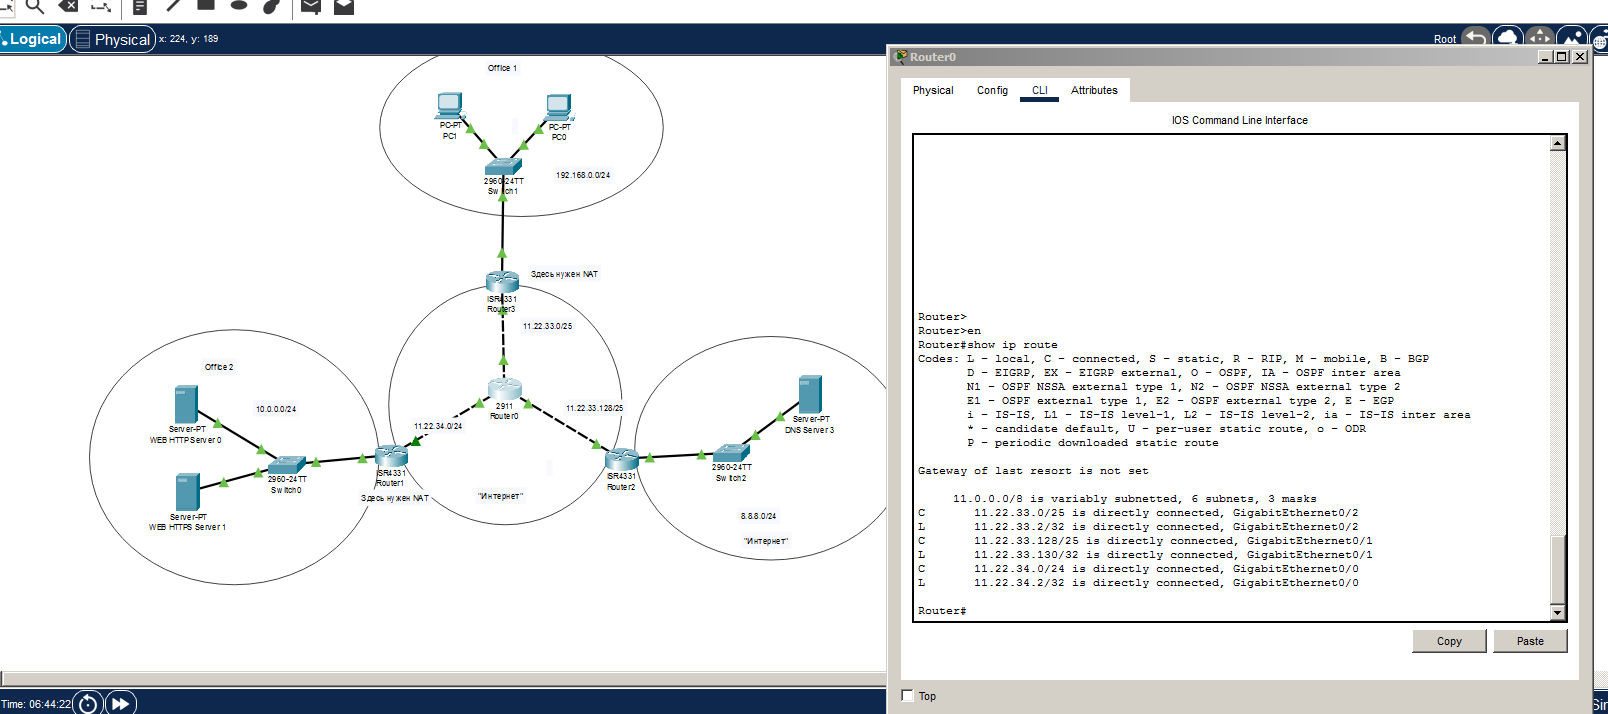 Logical
Physical
x: 224, y: 189
Root
Office 1
PC-PT
PC1
PC-PT
PC0
2960-24TT
Switch1
192.168.0.0/24
Здесь нужен NAT
ISR4331
Router3
11.22.33.0/25
2911
Router0
11.22.33.128/25
11.22.34.0/24
Office 2
10.0.0.0/24
Server-PT
WEB HTTP Server 0
2960-24TT
Switch0
Server-PT
WEB HTTPS Server 1
ISR4331
Router1
Здесь нужен NAT
"Интернет"
ISR4331
Router2
2960-24TT
Switch2
Server-PT
DNS Server 3
8.8.8.0/24
"Интернет"
Time: 06:44:22
Router0
Physical Config CLI Attributes
IOS Command Line Interface
Router>
Router>en
Router#show ip route
Codes: L - local, C - connected, S - static, R - RIP, M - mobile, B - BGP
D - EIGRP, EX - EIGRP external, O - OSPF, IA - OSPF inter area
N1 - OSPF NSSA external type 1, N2 - OSPF NSSA external type 2
E1 - OSPF external type 1, E2 - OSPF external type 2, E - EGP
i - IS-IS, L1 - IS-IS level-1, L2 - IS-IS level-2, ia - IS-IS inter area
* - candidate default, U - per-user static route, o - ODR
P - periodic downloaded static route
Gateway of last resort is not set
11.0.0.0/8 is variably subnetted, 6 subnets, 3 masks
C 11.22.33.0/25 is directly connected, GigabitEthernet0/2
L 11.22.33.2/32 is directly connected, GigabitEthernet0/2
C 11.22.33.128/25 is directly connected, GigabitEthernet0/1
L 11.22.33.130/32 is directly connected, GigabitEthernet0/1
C 11.22.34.0/24 is directly connected, GigabitEthernet0/0
L 11.22.34.2/32 is directly connected, GigabitEthernet0/0
Router#
Copy
Paste
Top